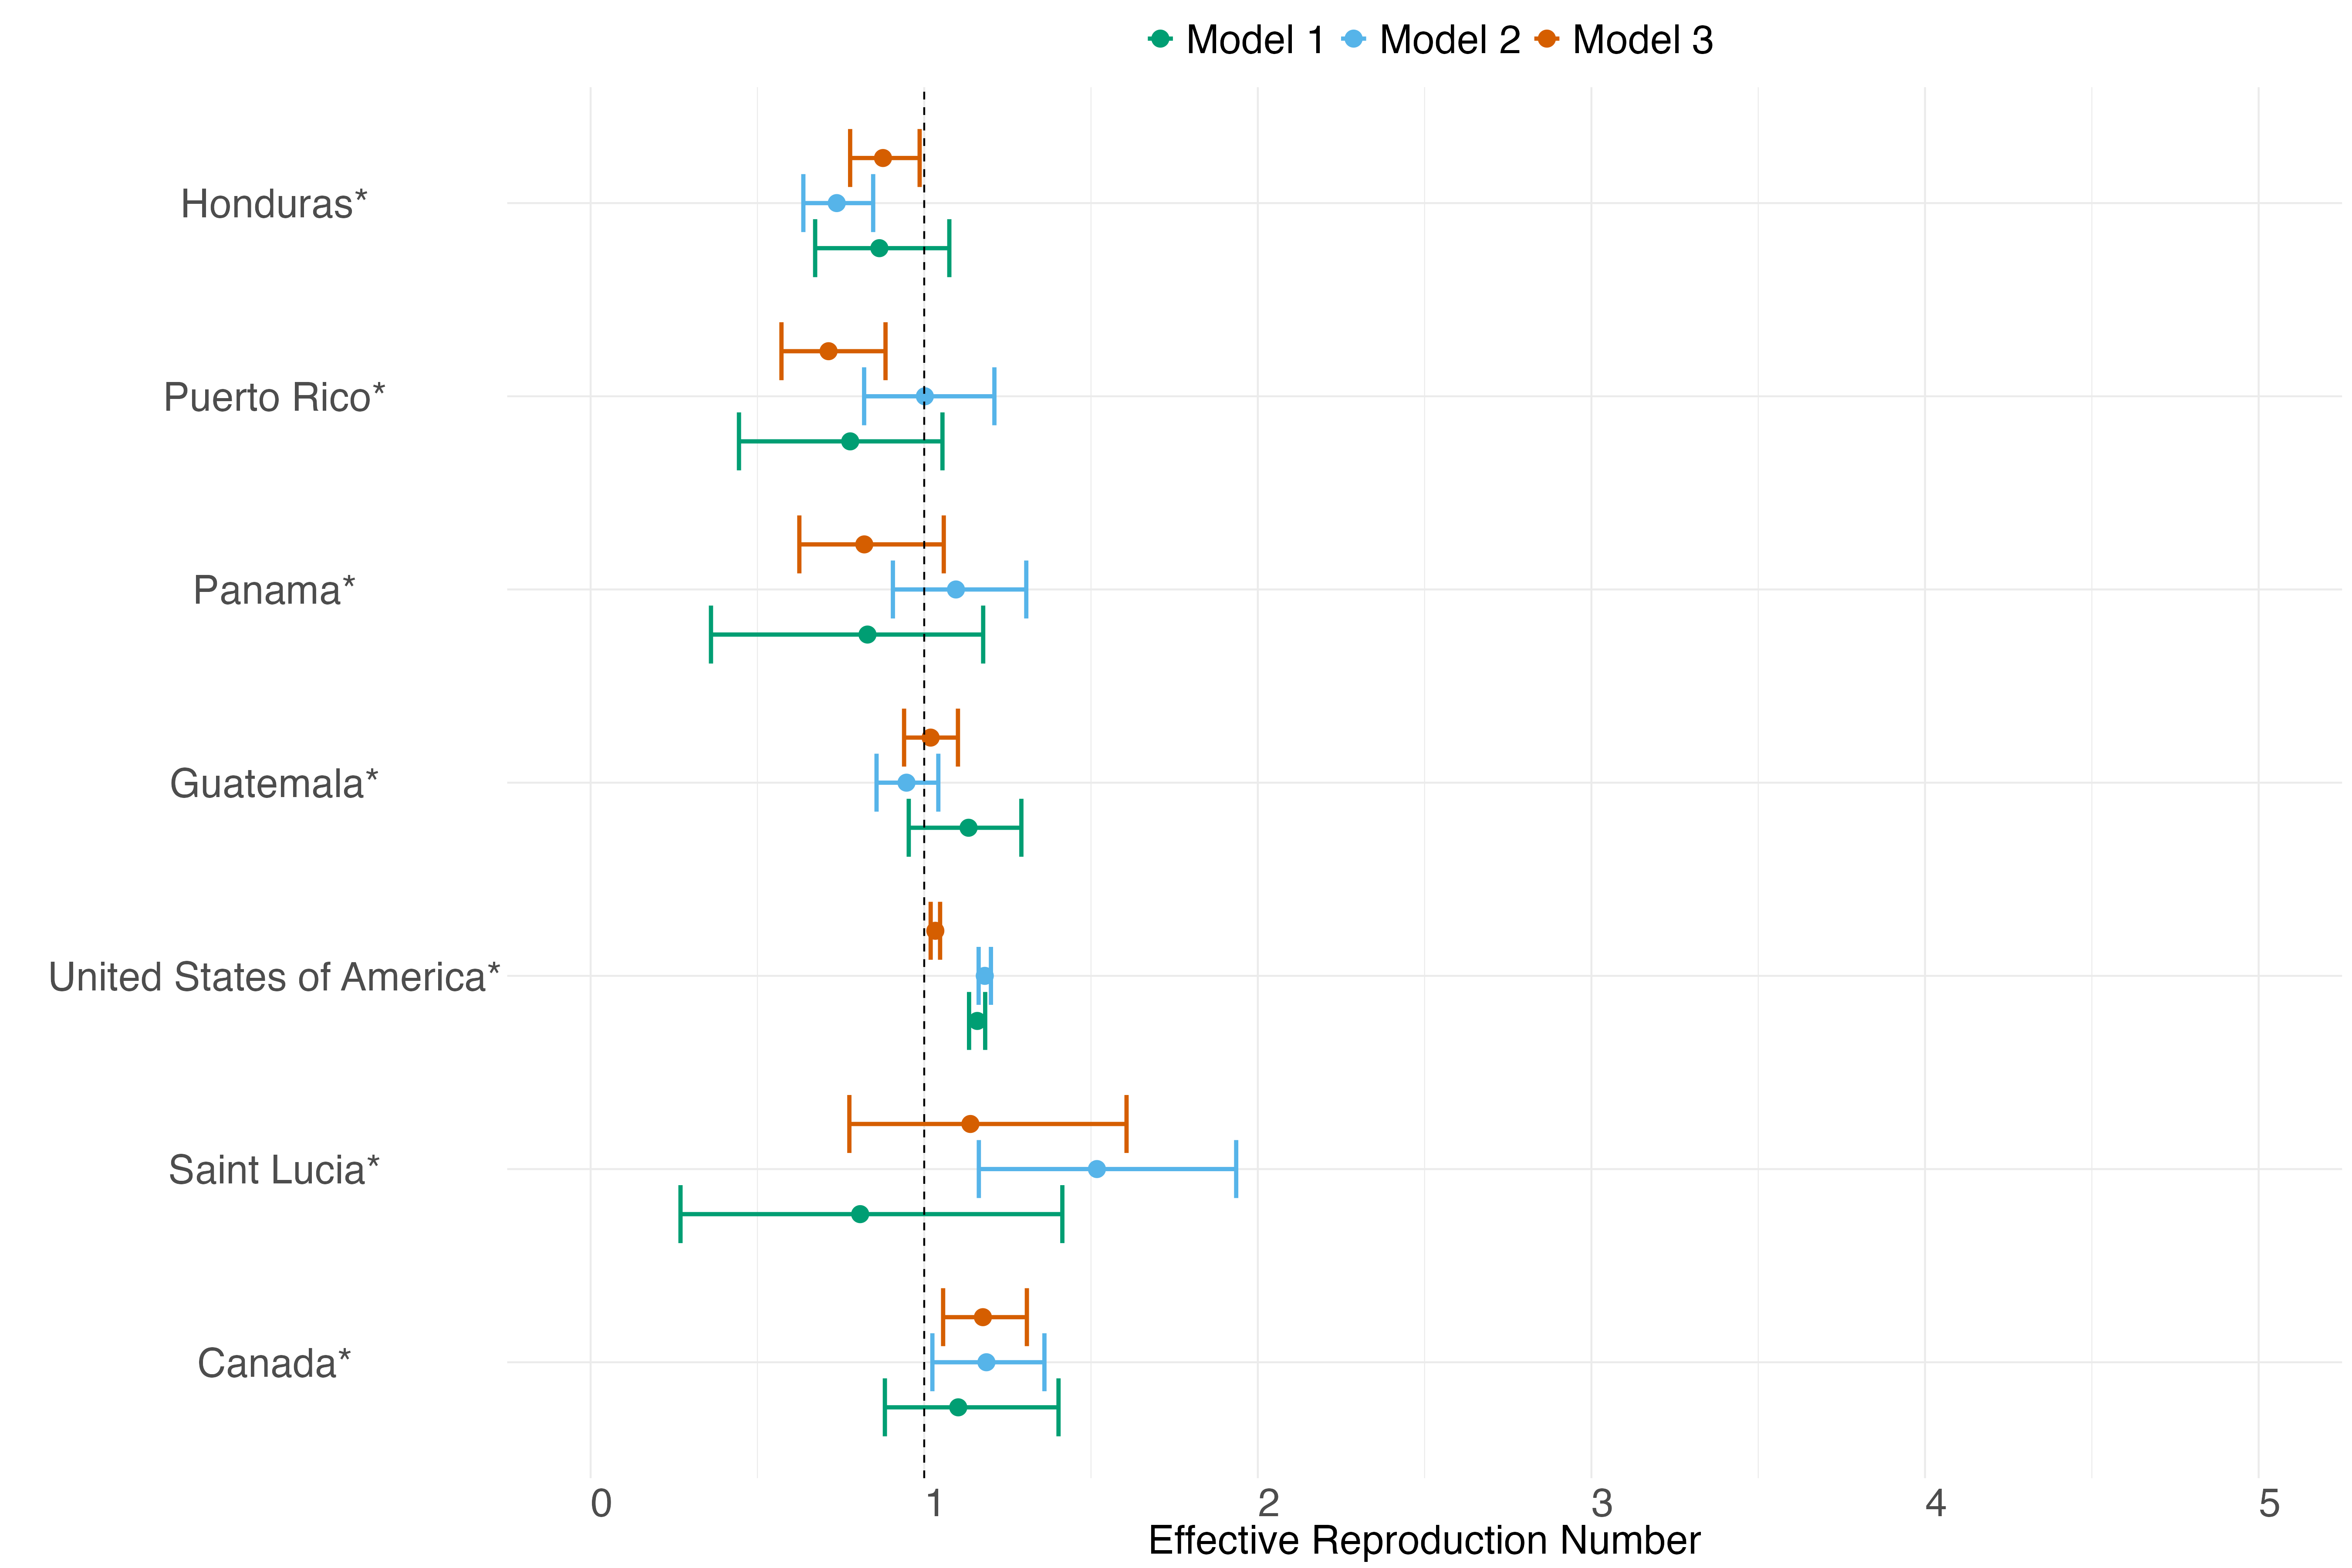 Model 1 Model 2 Model 3
Honduras*
Puerto Rico*
Panama*
Guatemala*
United States of America*
Saint Lucia*
Canada*
0 1 2 3 4 5
Effective Reproduction Number